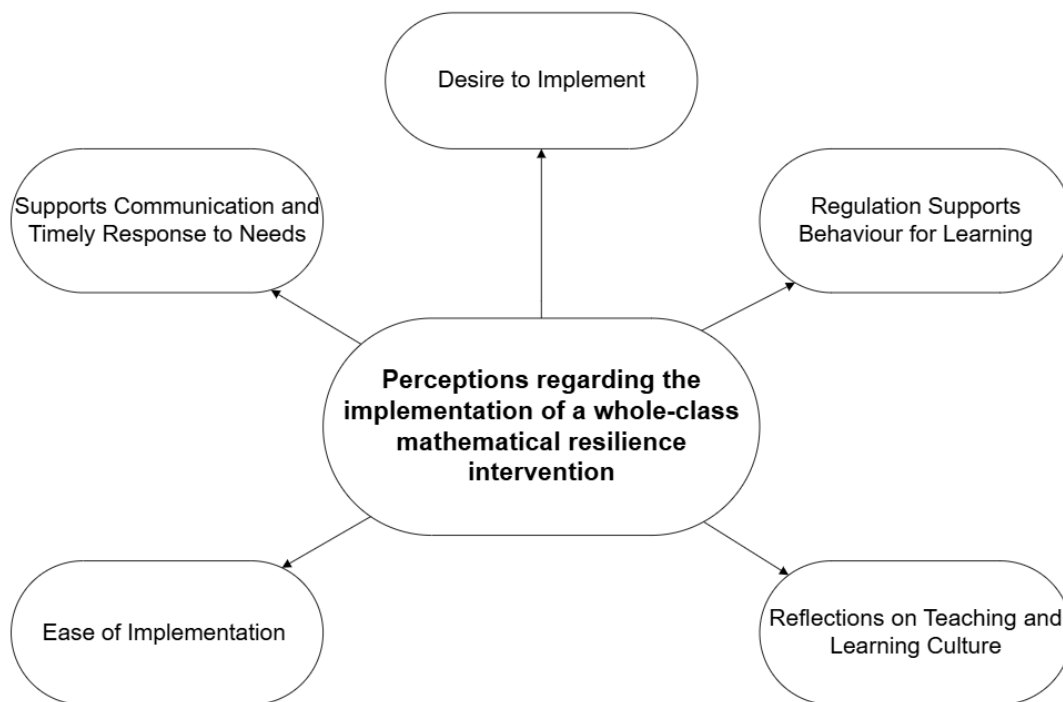 Desire to Implement
Supports Communication and
Timely Response to Needs
Regulation Supports
Behaviour for Learning
Perceptions regarding the
implementation of a whole-class
mathematical resilience
intervention
Ease of Implementation
Reflections on Teaching and
Learning Culture